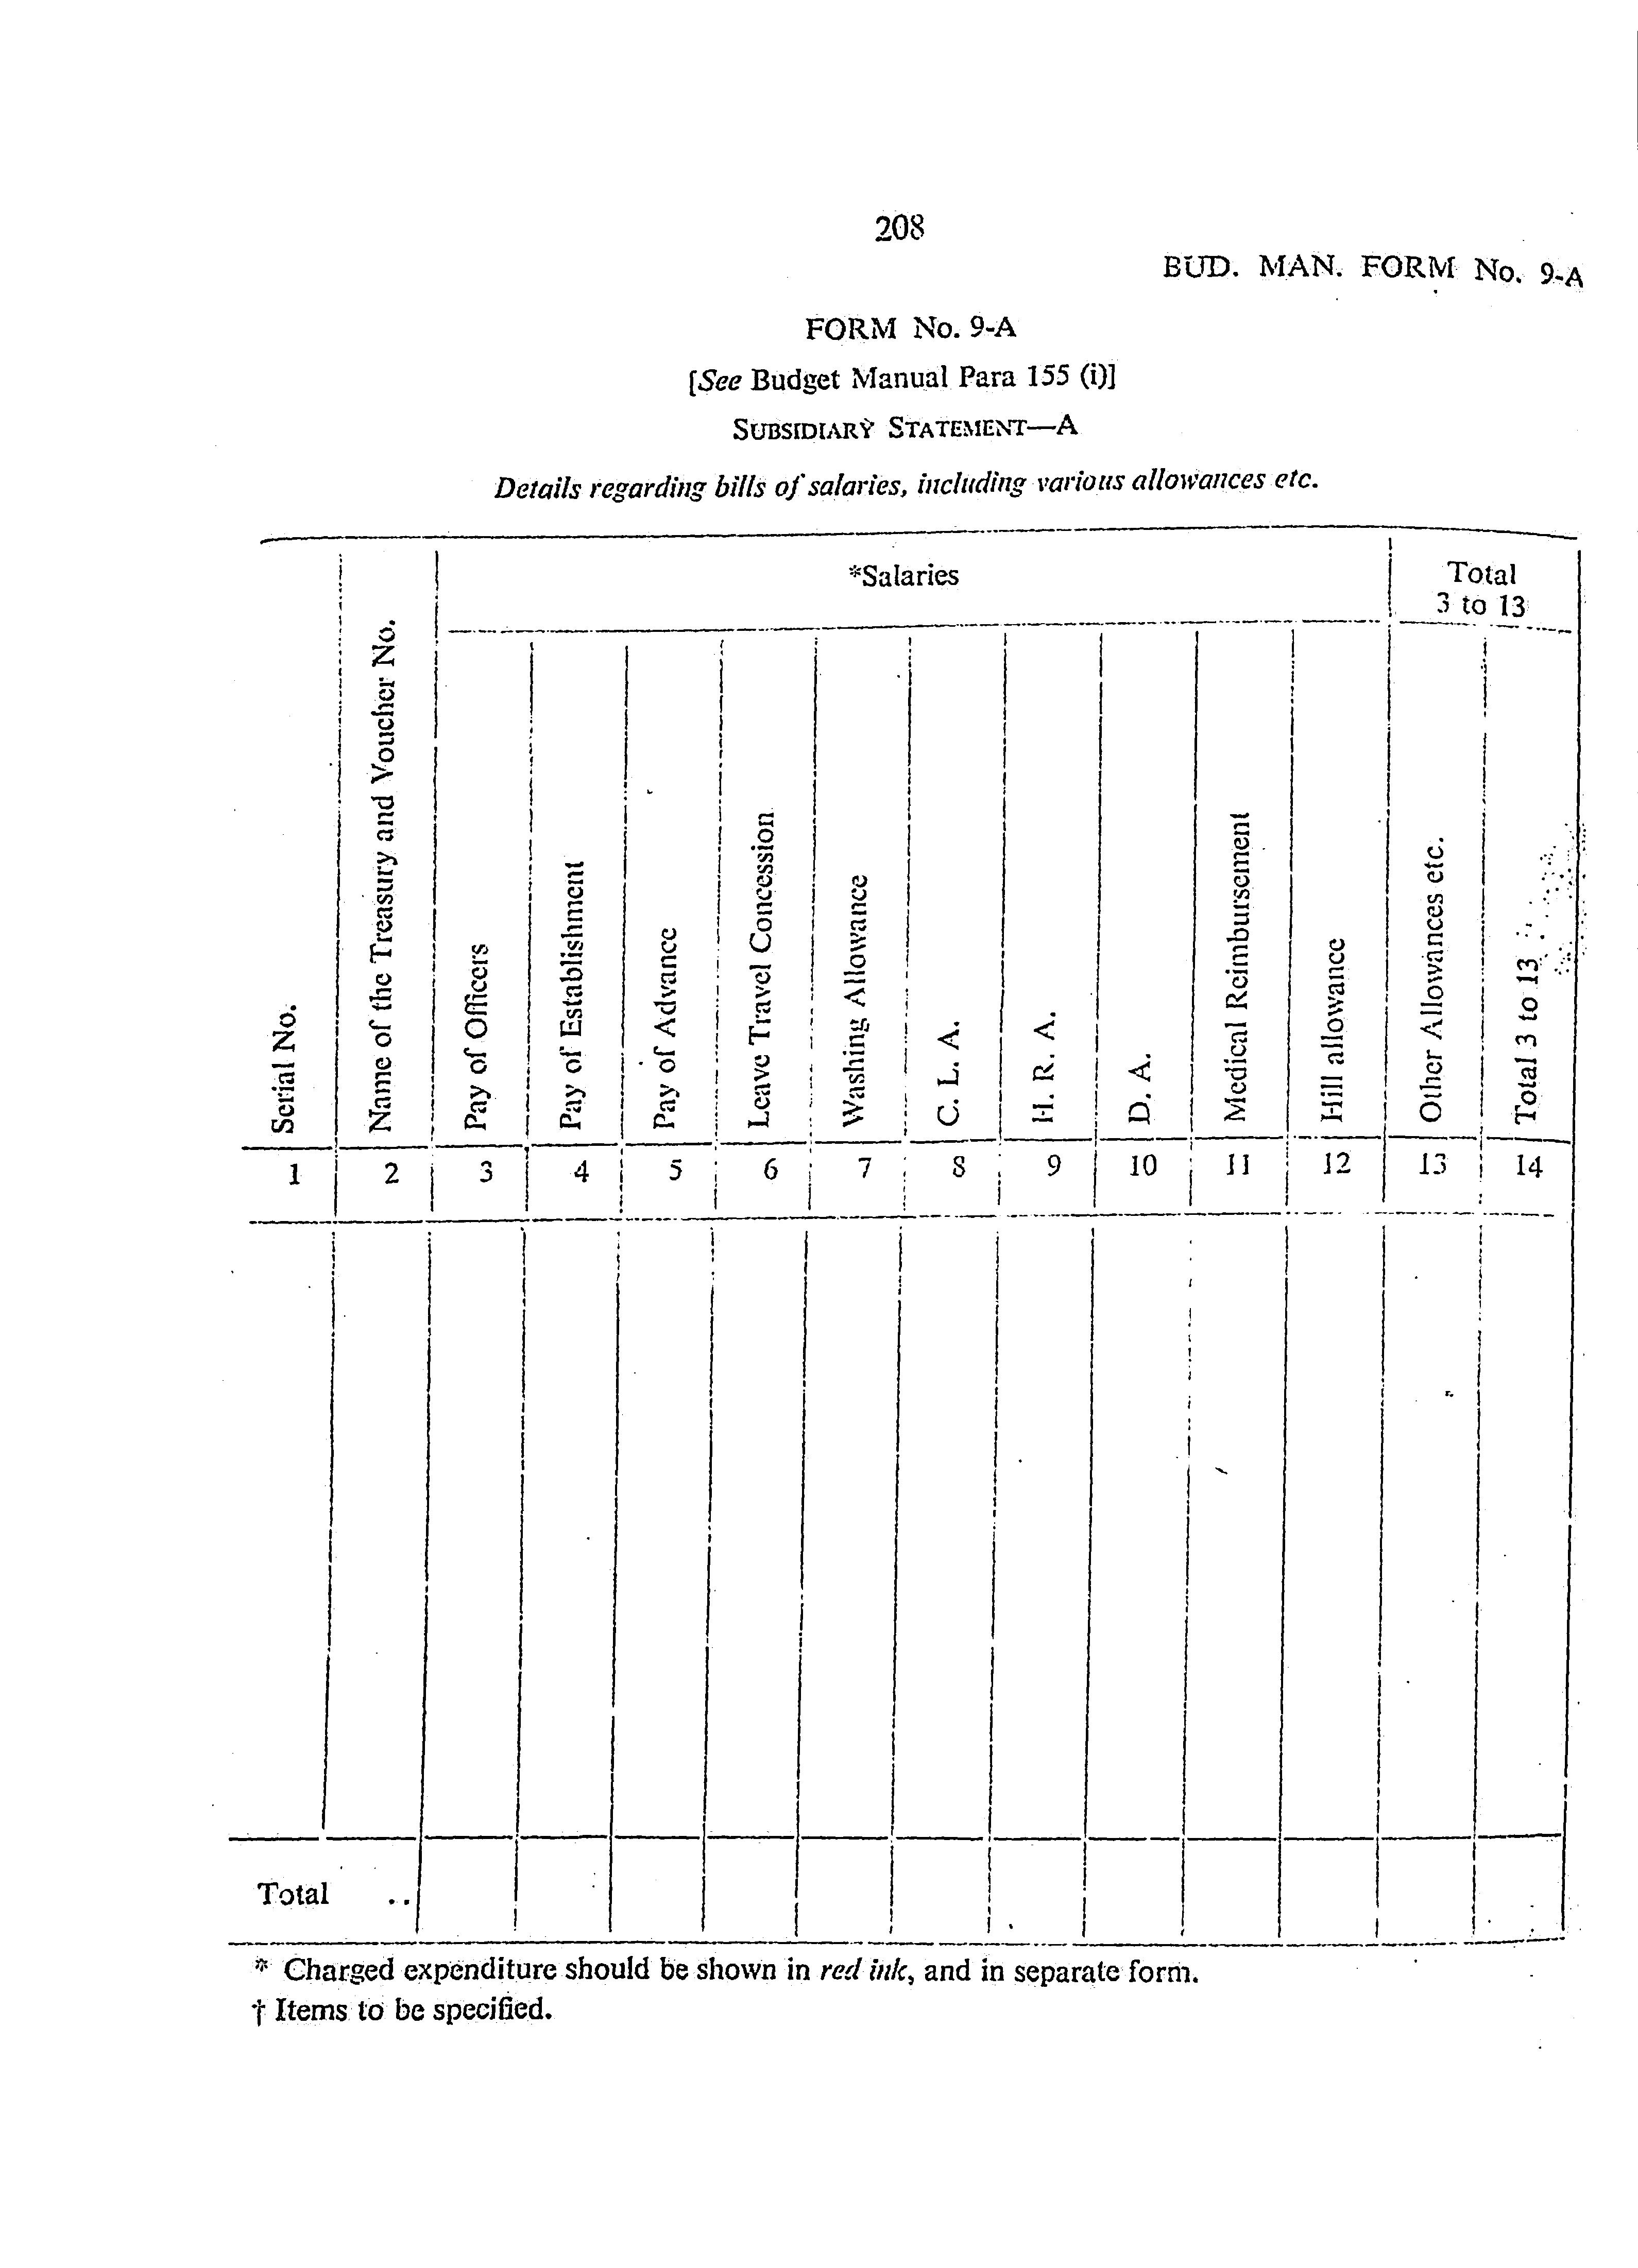 208
BUD. MAN. FORM No. 9-A
FORM No. 9-A
[See Budget Manual Para 155 (i)]
SUBSIDIARY STATEMENT—A
Details regarding bills of salaries, including various allowances etc.
*Salaries
Total
3 to 13
Serial No.
Name of the Treasury and Voucher No.
Pay of Officers
Pay of Establishment
Pay of Advance
Leave Travel Concession
Washing Allowance
C. L. A.
H. R. A.
D. A.
Medical Reimbursement
Hill allowance
Other Allowances etc.
Total 3 to 13
1 2 3 4 5 6 7 8 9 10 11 12 13 14
Total ..
* Charged expenditure should be shown in red ink, and in separate form.
† Items to be specified.